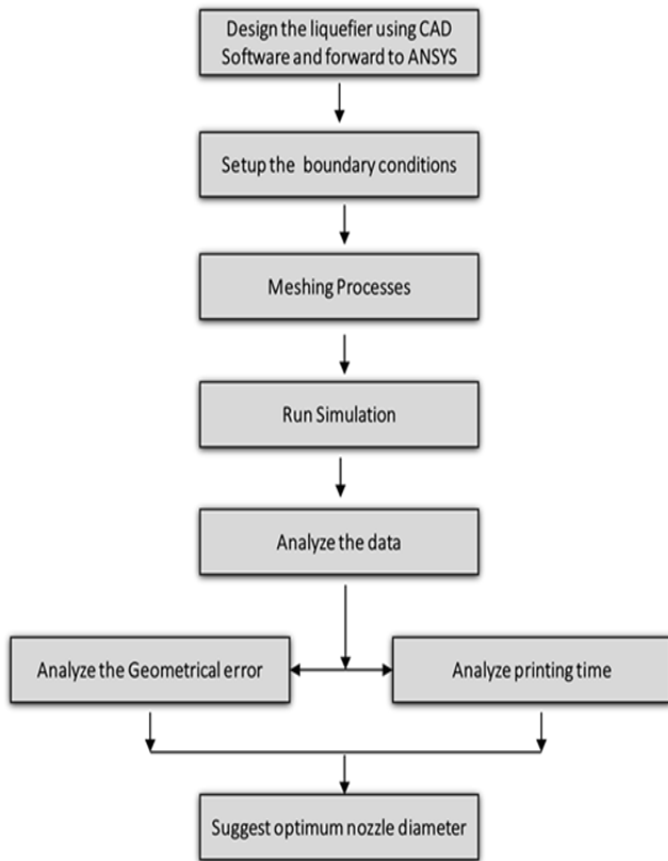 Design the liquefier using CAD
Software and forward to ANSYS
Setup the boundary conditions
Meshing Processes
Run Simulation
Analyze the data
Analyze the Geometrical error
Analyze printing time
Suggest optimum nozzle diameter